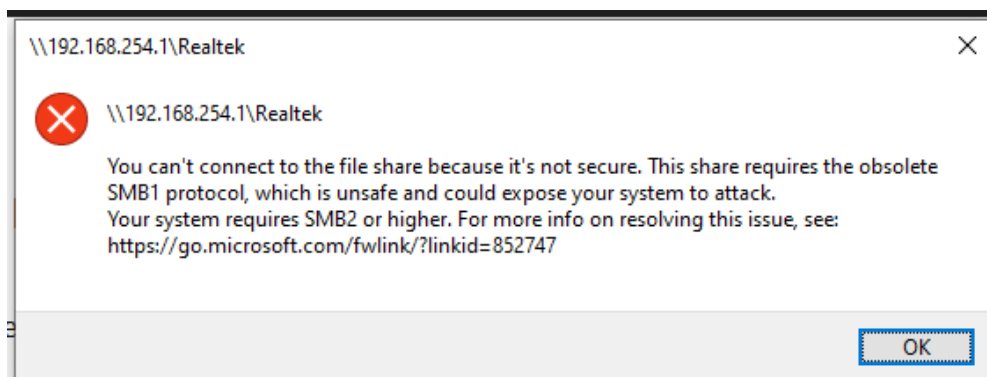 \\192.168.254.1\Realtek
\\192.168.254.1\Realtek
You can't connect to the file share because it's not secure. This share requires the obsolete
SMB1 protocol, which is unsafe and could expose your system to attack.
Your system requires SMB2 or higher. For more info on resolving this issue, see:
https://go.microsoft.com/fwlink/?linkid=852747
OK